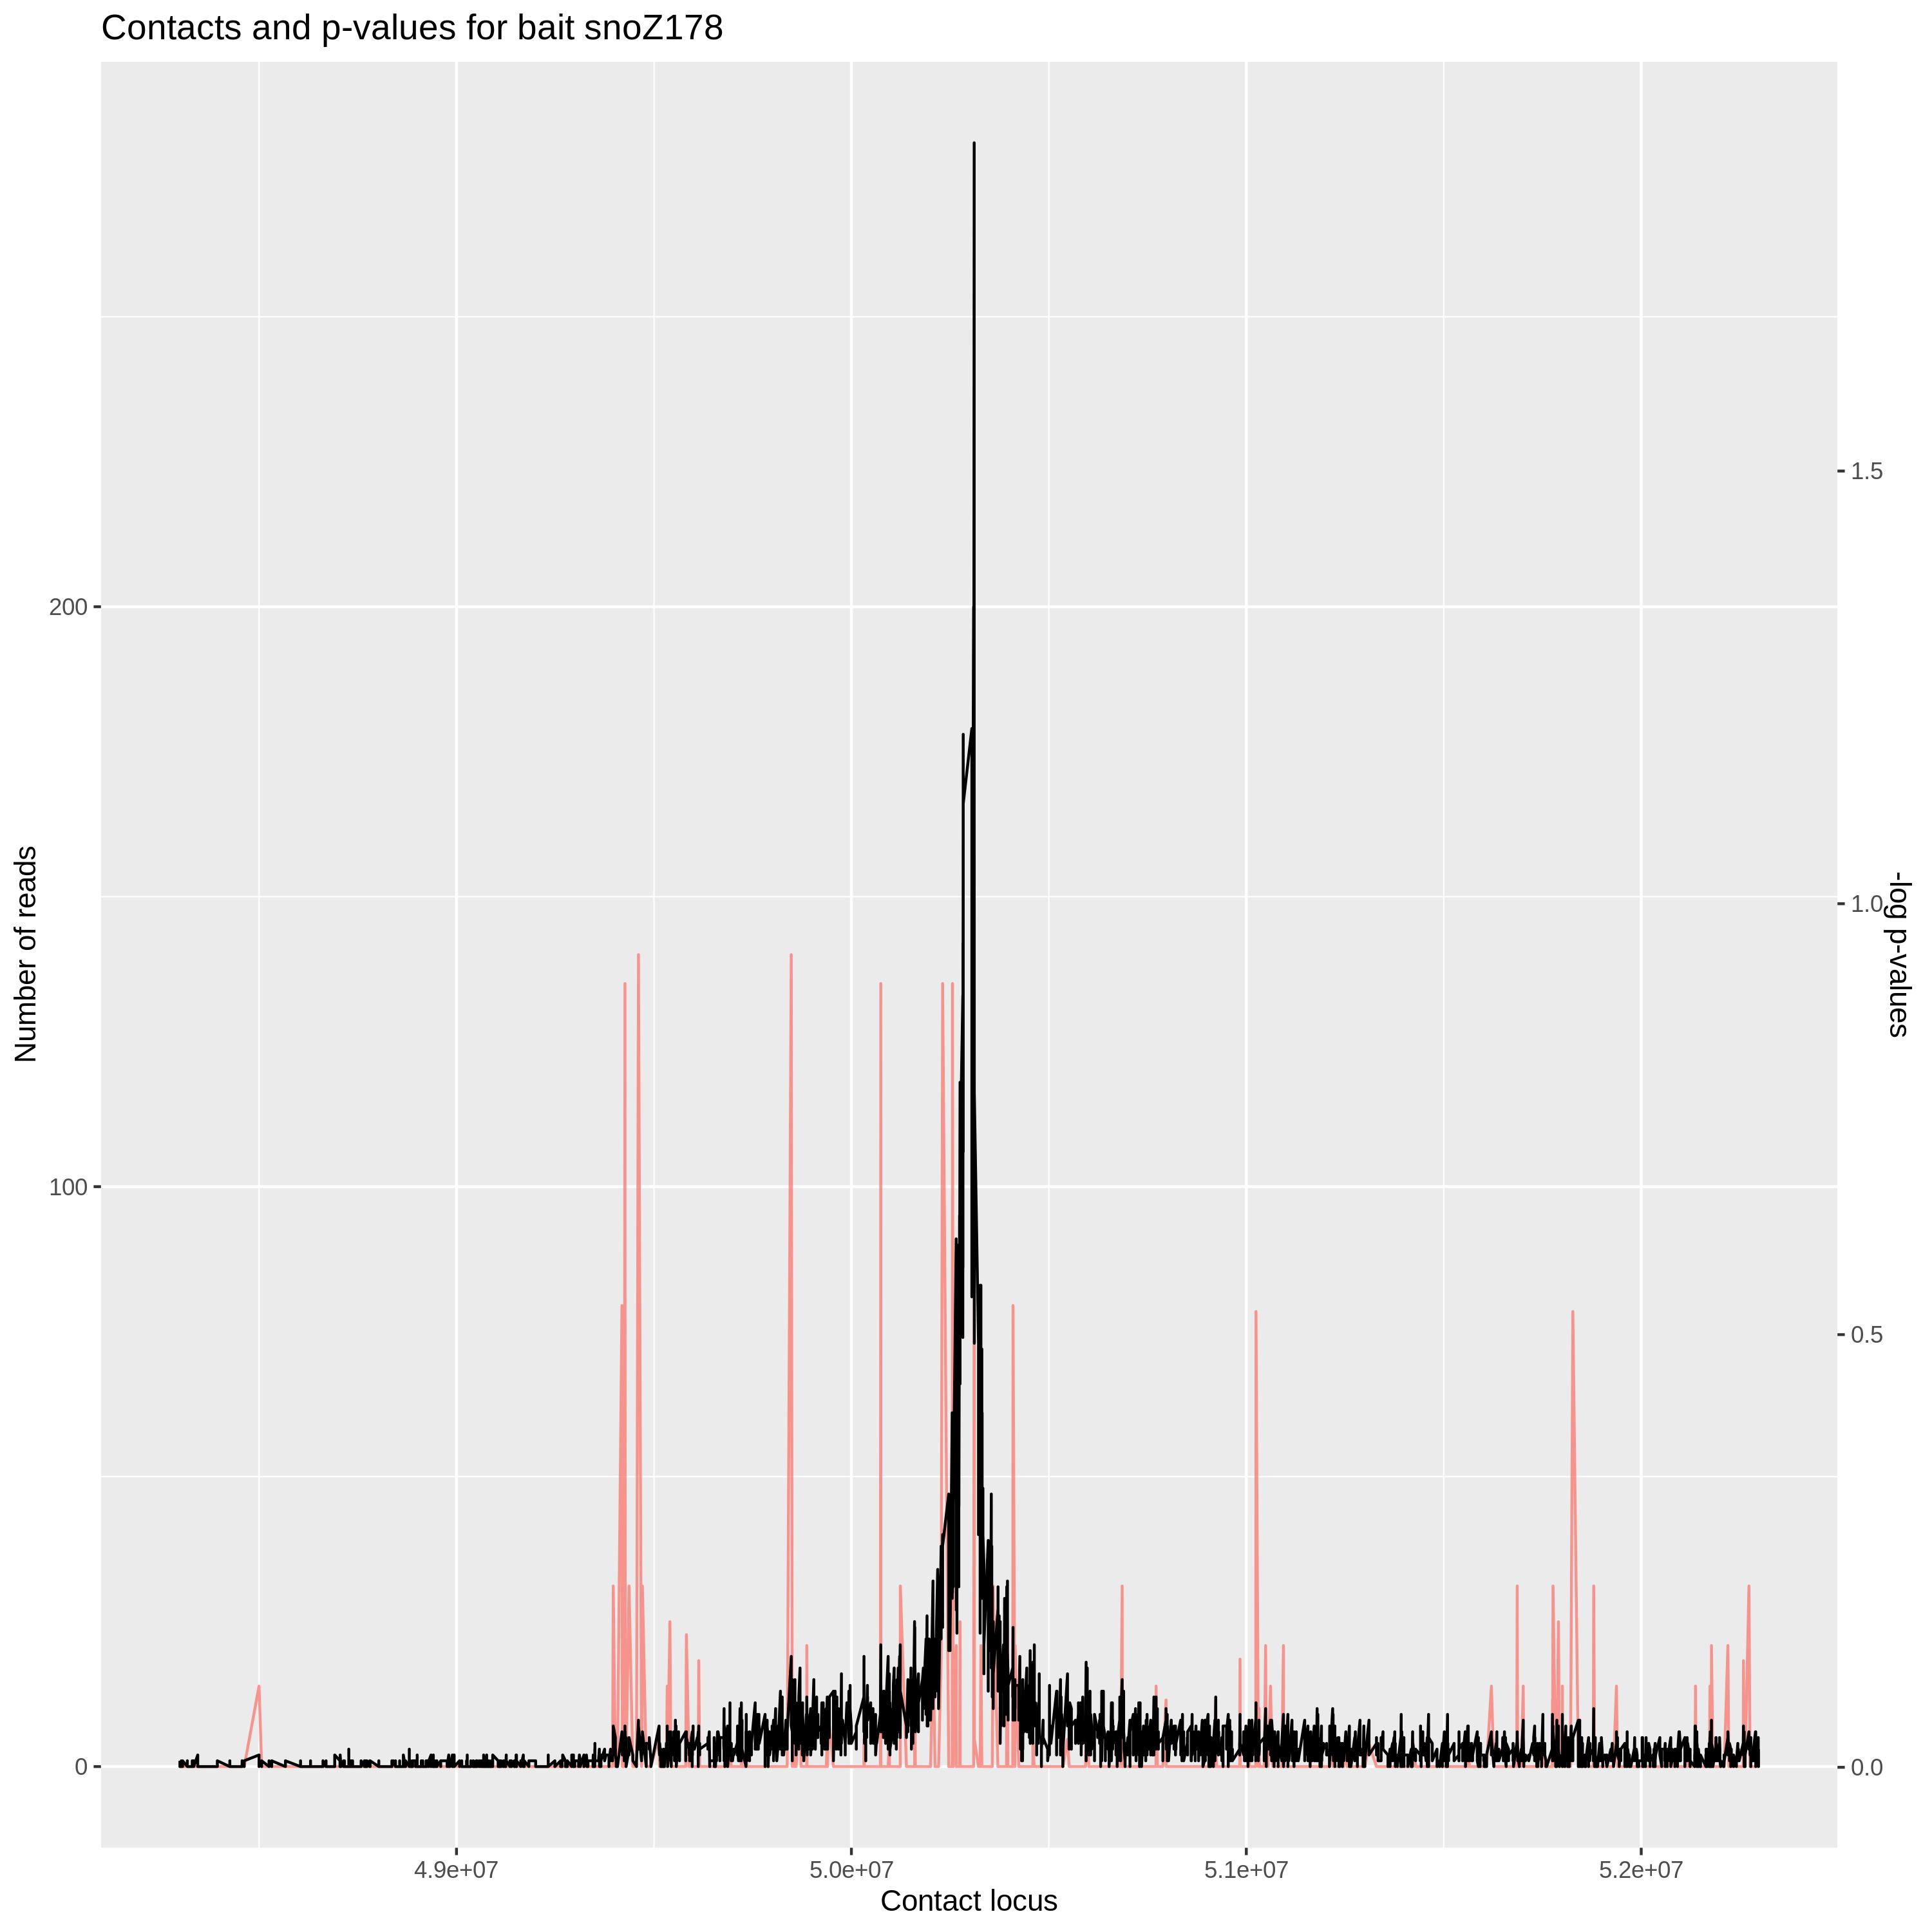 Contacts and p-values for bait snoZ178
Number of reads
200
100
0
1.5
1.0
0.5
0.0
-log p-values
4.9e+07
5.0e+07
5.1e+07
5.2e+07
Contact locus